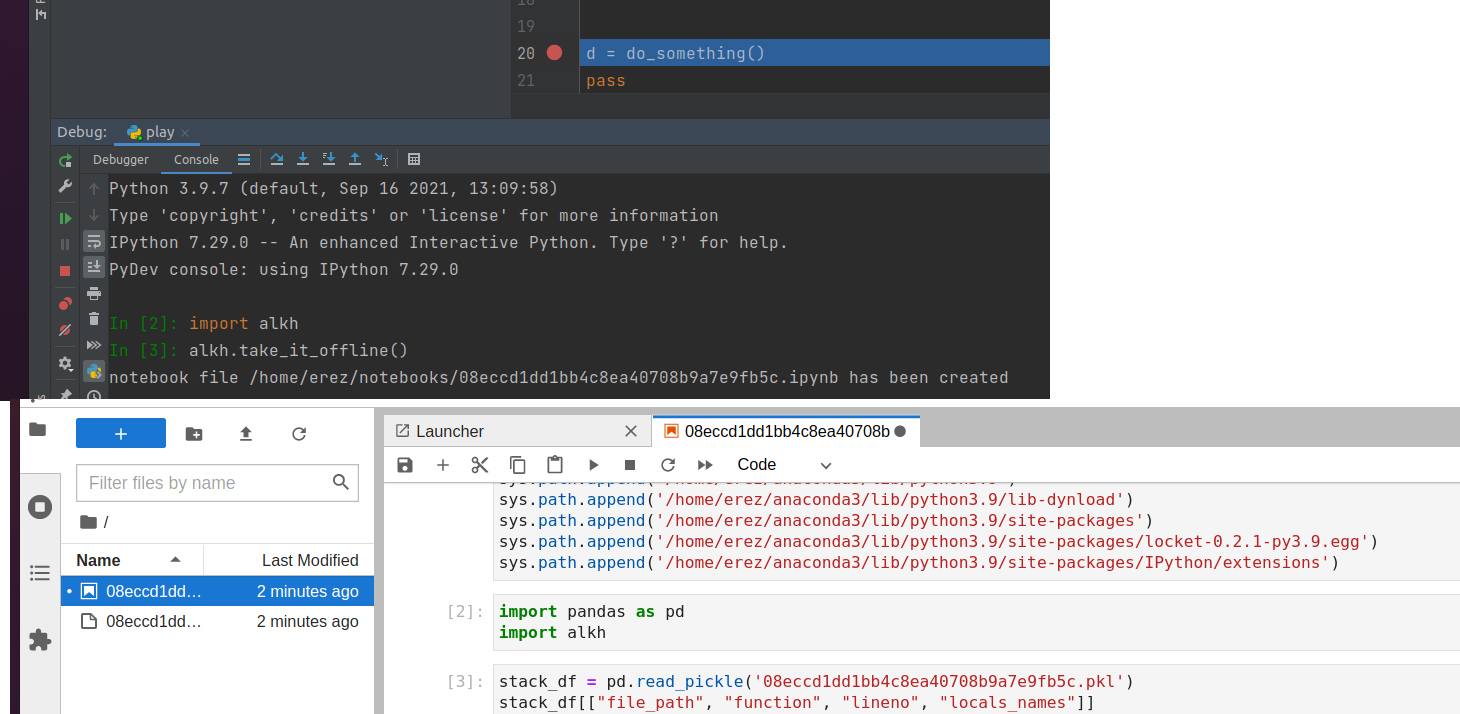 19
20 d = do_something()
21 pass
Debug: play
Debugger Console
Python 3.9.7 (default, Sep 16 2021, 13:09:58)
Type 'copyright', 'credits' or 'license' for more information
IPython 7.29.0 -- An enhanced Interactive Python. Type '?' for help.
PyDev console: using IPython 7.29.0
In [2]: import alkh
In [3]: alkh.take_it_offline()
notebook file /home/erez/notebooks/08eccd1dd1bb4c8ea40708b9a7e9fb5c.ipynb has been created
Launcher
08eccd1dd1bb4c8ea40708b
Code
Filter files by name
/
Name Last Modified
08eccd1dd… 2 minutes ago
08eccd1dd… 2 minutes ago
sys.path.append('/home/erez/anaconda3/lib/python3.9/lib-dynload')
sys.path.append('/home/erez/anaconda3/lib/python3.9/site-packages')
sys.path.append('/home/erez/anaconda3/lib/python3.9/site-packages/locket-0.2.1-py3.9.egg')
sys.path.append('/home/erez/anaconda3/lib/python3.9/site-packages/IPython/extensions')
[2]: import pandas as pd
import alkh
[3]: stack_df = pd.read_pickle('08eccd1dd1bb4c8ea40708b9a7e9fb5c.pkl')
stack_df[["file_path", "function", "lineno", "locals_names"]]